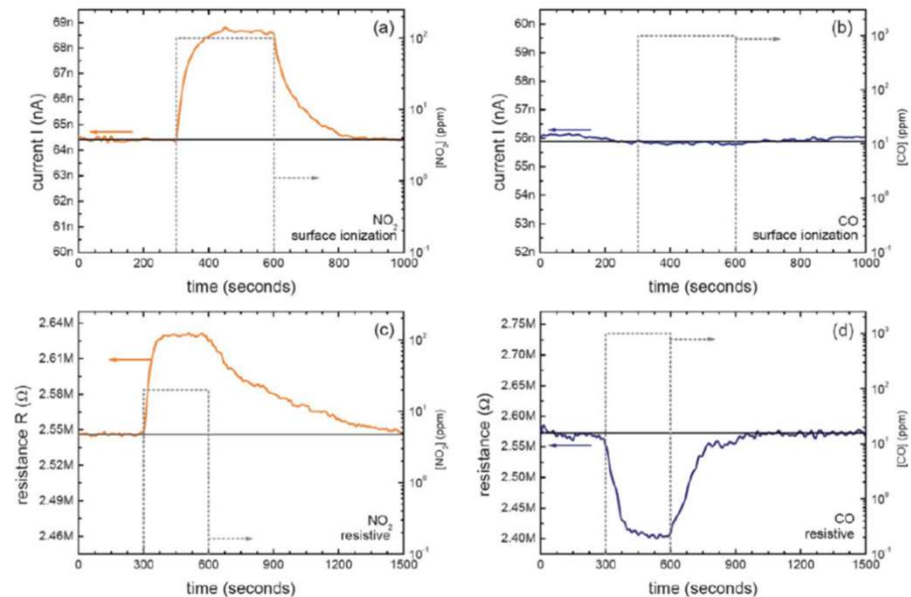 (a)
69n
68n
67n
66n
65n
64n
63n
62n
61n
60n
current I (nA)
10²
10¹
10⁰
10⁻¹
[NO₂] (ppm)
NO₂
surface ionization
0 200 400 600 800 1000
time (seconds)
(b)
60n
59n
58n
57n
56n
55n
54n
53n
52n
current I (nA)
10³
10²
10¹
10⁰
10⁻¹
[CO] (ppm)
CO
surface ionization
0 200 400 600 800 1000
time (seconds)
(c)
2.64M
2.61M
2.58M
2.55M
2.52M
2.49M
2.46M
resistance R (Ω)
10²
10¹
10⁰
10⁻¹
[NO₂] (ppm)
NO₂
resistive
0 300 600 900 1200 1500
time (seconds)
(d)
2.75M
2.70M
2.65M
2.60M
2.55M
2.50M
2.45M
2.40M
resistance (Ω)
10³
10²
10¹
10⁰
10⁻¹
[CO] (ppm)
CO
resistive
0 300 600 900 1200 1500
time (seconds)